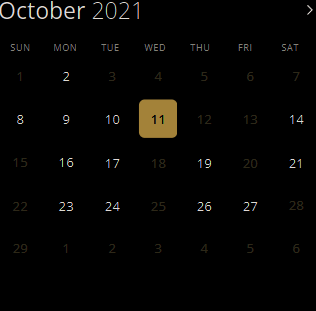 October 2021
SUN MON TUE WED THU FRI SAT
1 2 3 4 5 6 7
8 9 10 11 12 13 14
15 16 17 18 19 20 21
22 23 24 25 26 27 28
29 1 2 3 4 5 6